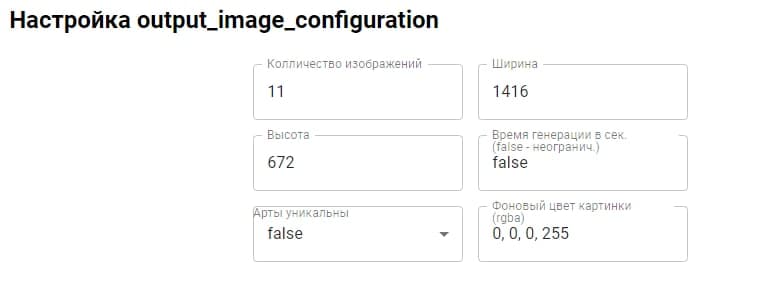 Настройка output_image_configuration
Колличество изображений
11
Ширина
1416
Высота
672
Время генерации в сек.
(false - неогранич.)
false
Арты уникальны
false
Фоновый цвет картинки
(rgba)
0, 0, 0, 255